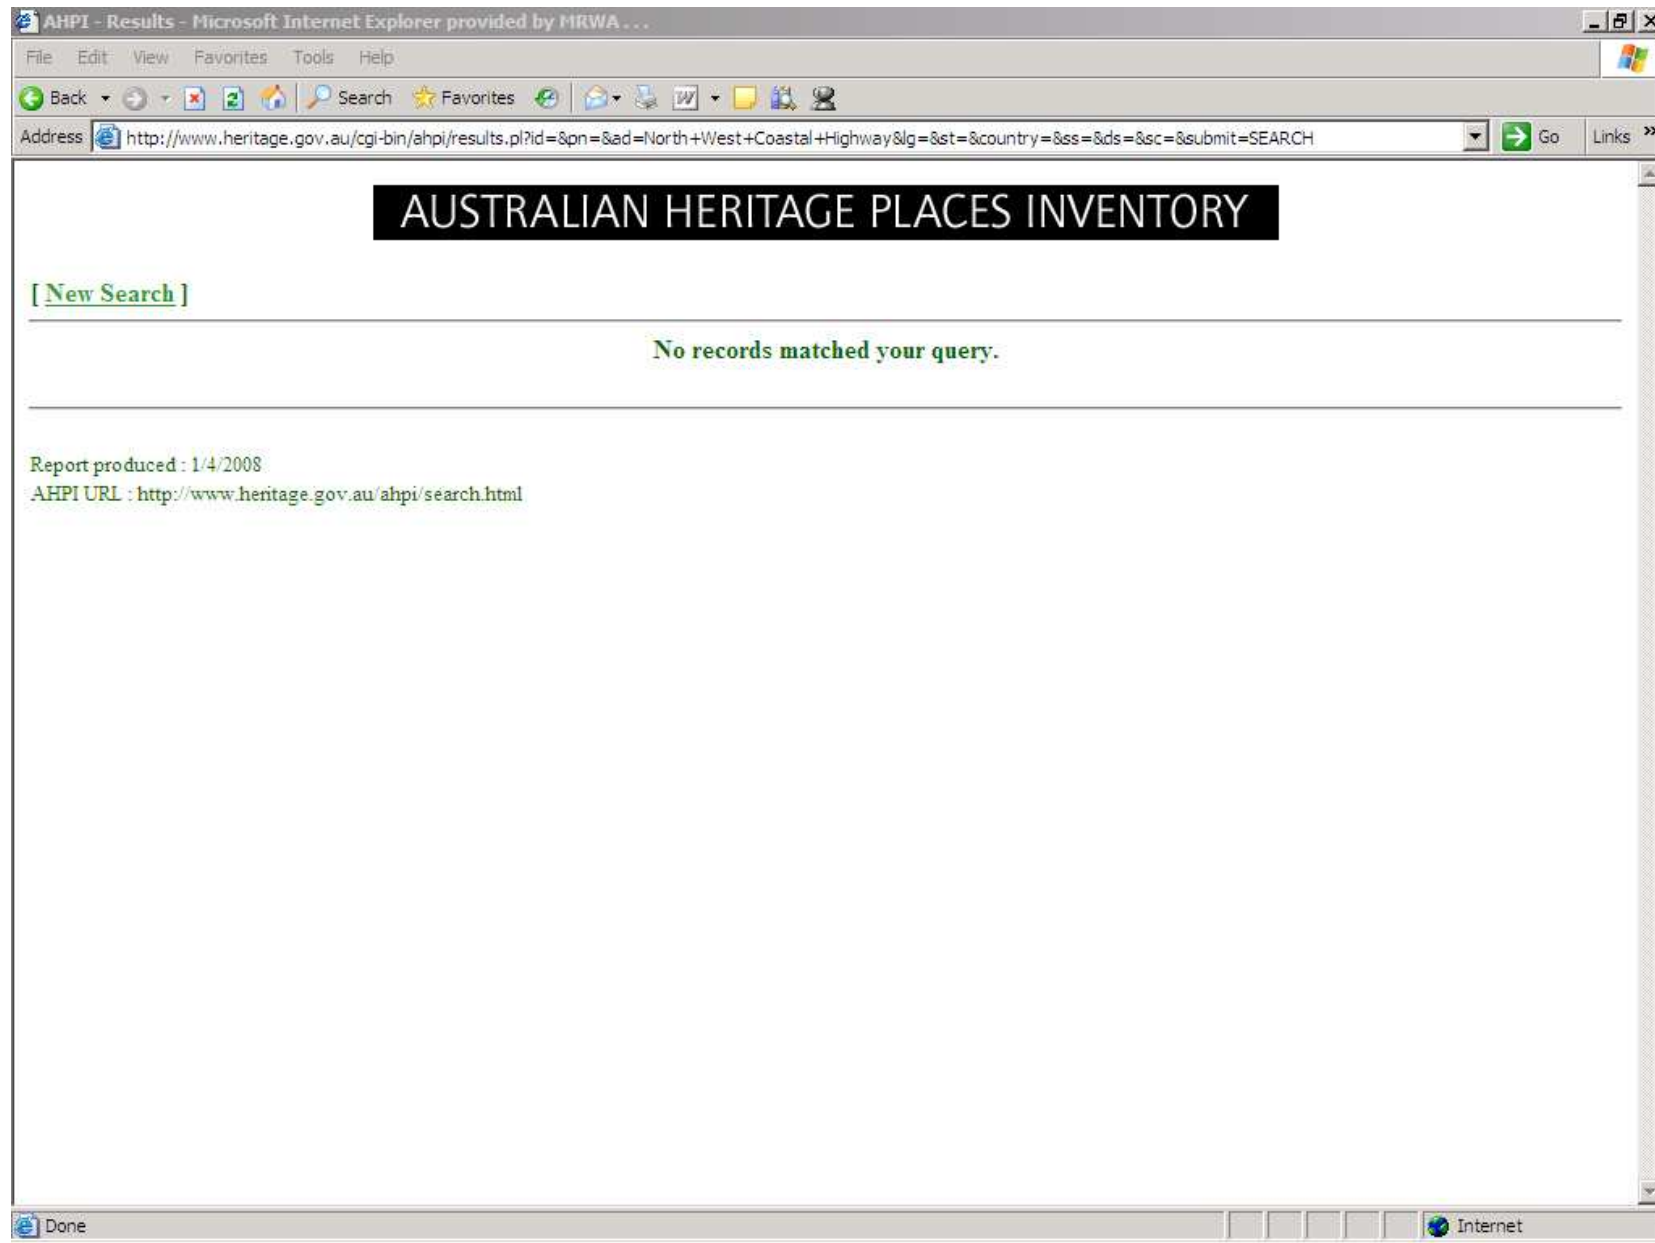 AHPI - Results - Microsoft Internet Explorer provided by MRWA . . .
File Edit View Favorites Tools Help
Back Search Favorites
Address http://www.heritage.gov.au/cgi-bin/ahpi/results.pl?id=&pn=&ad=North+West+Coastal+Highway&lg=&st=&country=&ss=&ds=&sc=&submit=SEARCH Go Links »
AUSTRALIAN HERITAGE PLACES INVENTORY
[ New Search ]
No records matched your query.
Report produced : 1/4/2008
AHPI URL : http://www.heritage.gov.au/ahpi/search.html
Done Internet